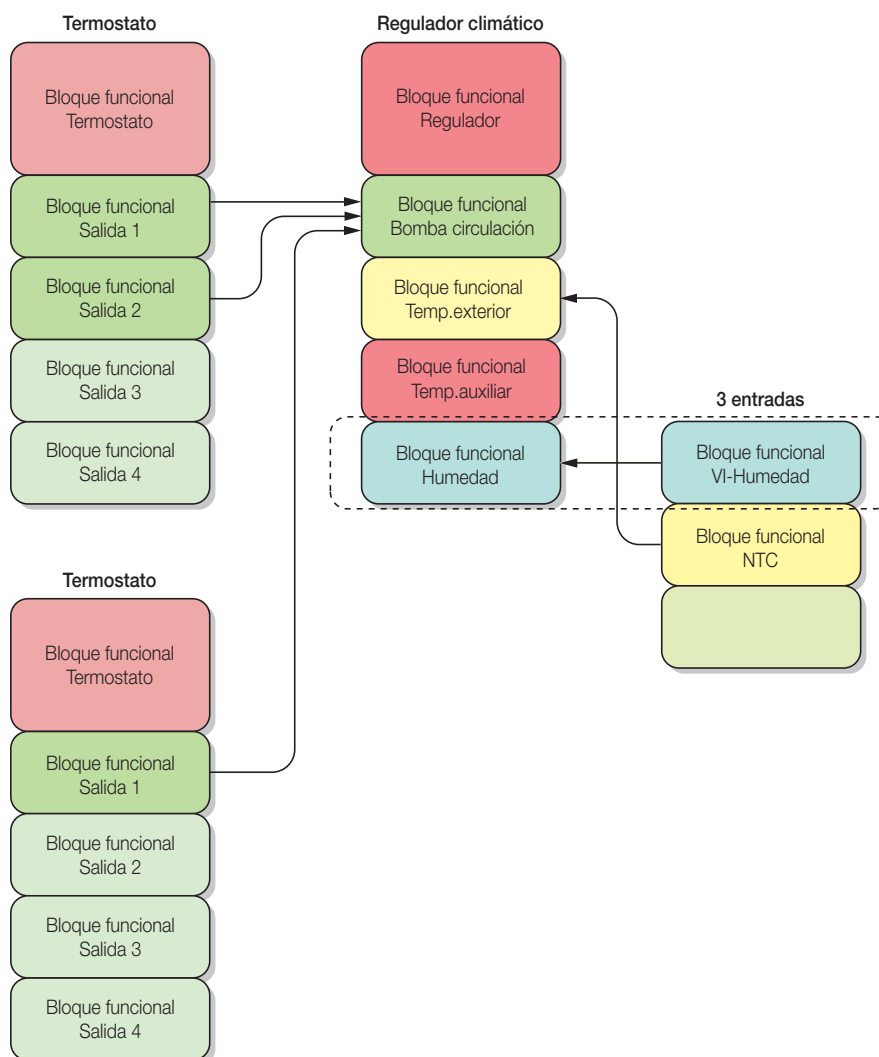 Termostato
Bloque funcional
Termostato
Bloque funcional
Salida 1
Bloque funcional
Salida 2
Bloque funcional
Salida 3
Bloque funcional
Salida 4
Regulador climático
Bloque funcional
Regulador
Bloque funcional
Bomba circulación
Bloque funcional
Temp.exterior
Bloque funcional
Temp.auxiliar
Bloque funcional
Humedad
3 entradas
Bloque funcional
VI-Humedad
Bloque funcional
NTC
Termostato
Bloque funcional
Termostato
Bloque funcional
Salida 1
Bloque funcional
Salida 2
Bloque funcional
Salida 3
Bloque funcional
Salida 4